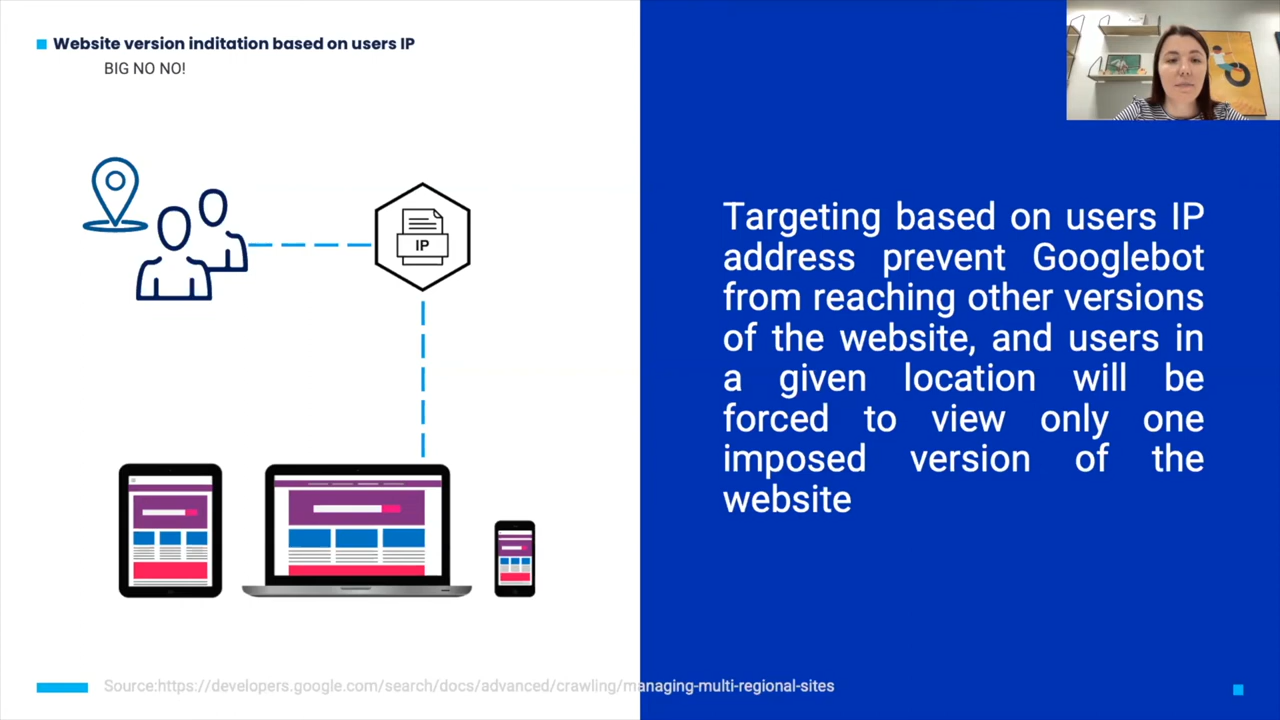 Website version inditation based on users IP
BIG NO NO!
IP
Targeting based on users IP
address prevent Googlebot
from reaching other versions
of the website, and users in
a given location will be
forced to view only one
imposed version of the
website
Source:https://developers.google.com/search/docs/advanced/crawling/managing-multi-regional-sites